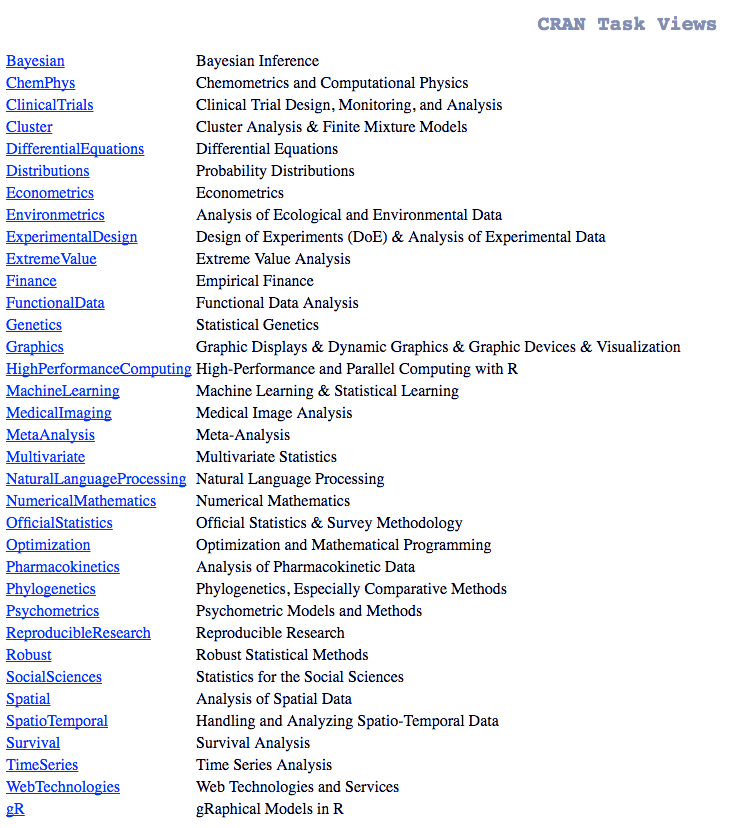 CRAN Task Views
Bayesian Bayesian Inference
ChemPhys Chemometrics and Computational Physics
ClinicalTrials Clinical Trial Design, Monitoring, and Analysis
Cluster Cluster Analysis & Finite Mixture Models
DifferentialEquations Differential Equations
Distributions Probability Distributions
Econometrics Econometrics
Environmetrics Analysis of Ecological and Environmental Data
ExperimentalDesign Design of Experiments (DoE) & Analysis of Experimental Data
ExtremeValue Extreme Value Analysis
Finance Empirical Finance
FunctionalData Functional Data Analysis
Genetics Statistical Genetics
Graphics Graphic Displays & Dynamic Graphics & Graphic Devices & Visualization
HighPerformanceComputing High-Performance and Parallel Computing with R
MachineLearning Machine Learning & Statistical Learning
MedicalImaging Medical Image Analysis
MetaAnalysis Meta-Analysis
Multivariate Multivariate Statistics
NaturalLanguageProcessing Natural Language Processing
NumericalMathematics Numerical Mathematics
OfficialStatistics Official Statistics & Survey Methodology
Optimization Optimization and Mathematical Programming
Pharmacokinetics Analysis of Pharmacokinetic Data
Phylogenetics Phylogenetics, Especially Comparative Methods
Psychometrics Psychometric Models and Methods
ReproducibleResearch Reproducible Research
Robust Robust Statistical Methods
SocialSciences Statistics for the Social Sciences
Spatial Analysis of Spatial Data
SpatioTemporal Handling and Analyzing Spatio-Temporal Data
Survival Survival Analysis
TimeSeries Time Series Analysis
WebTechnologies Web Technologies and Services
gR gRaphical Models in R